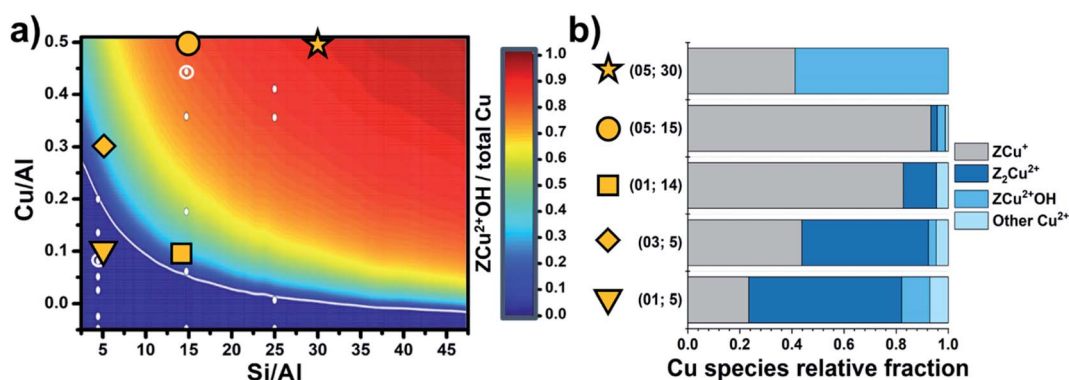 a)
Cu/Al
0.5
0.4
0.3
0.2
0.1
0.0
5 10 15 20 25 30 35 40 45
Si/Al
ZCu²⁺OH / total Cu
1.0
0.9
0.8
0.7
0.6
0.5
0.4
0.3
0.2
0.1
0.0
b)
(05; 30)
(05: 15)
(01; 14)
(03; 5)
(01; 5)
0.0 0.2 0.4 0.6 0.8 1.0
Cu species relative fraction
ZCu⁺
Z₂Cu²⁺
ZCu²⁺OH
Other Cu²⁺